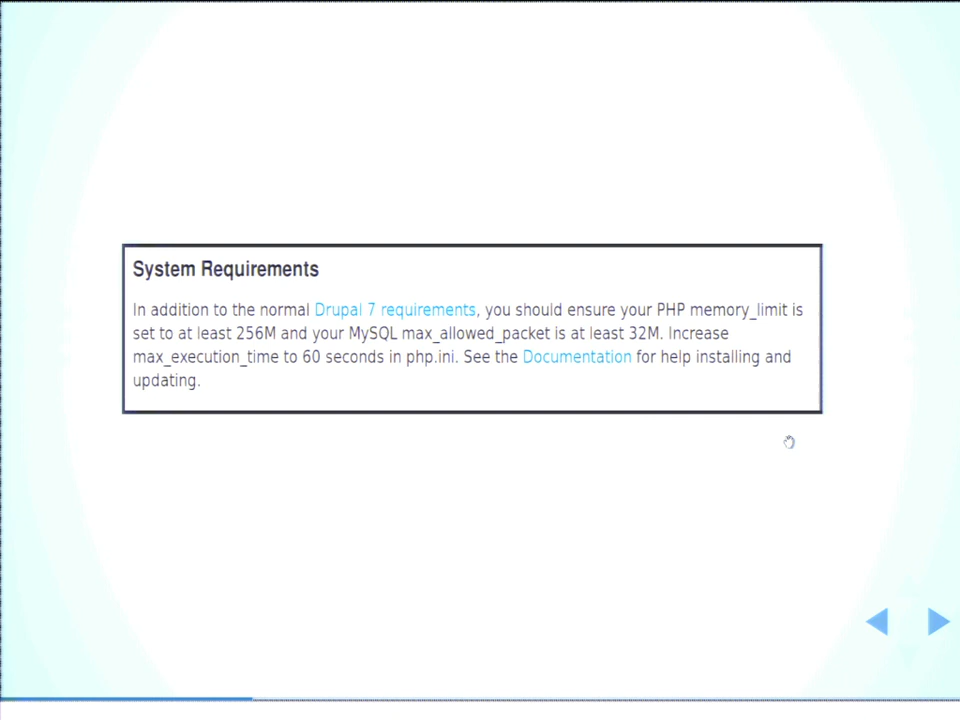 System Requirements
In addition to the normal Drupal 7 requirements, you should ensure your PHP memory_limit is
set to at least 256M and your MySQL max_allowed_packet is at least 32M. Increase
max_execution_time to 60 seconds in php.ini. See the Documentation for help installing and
updating.